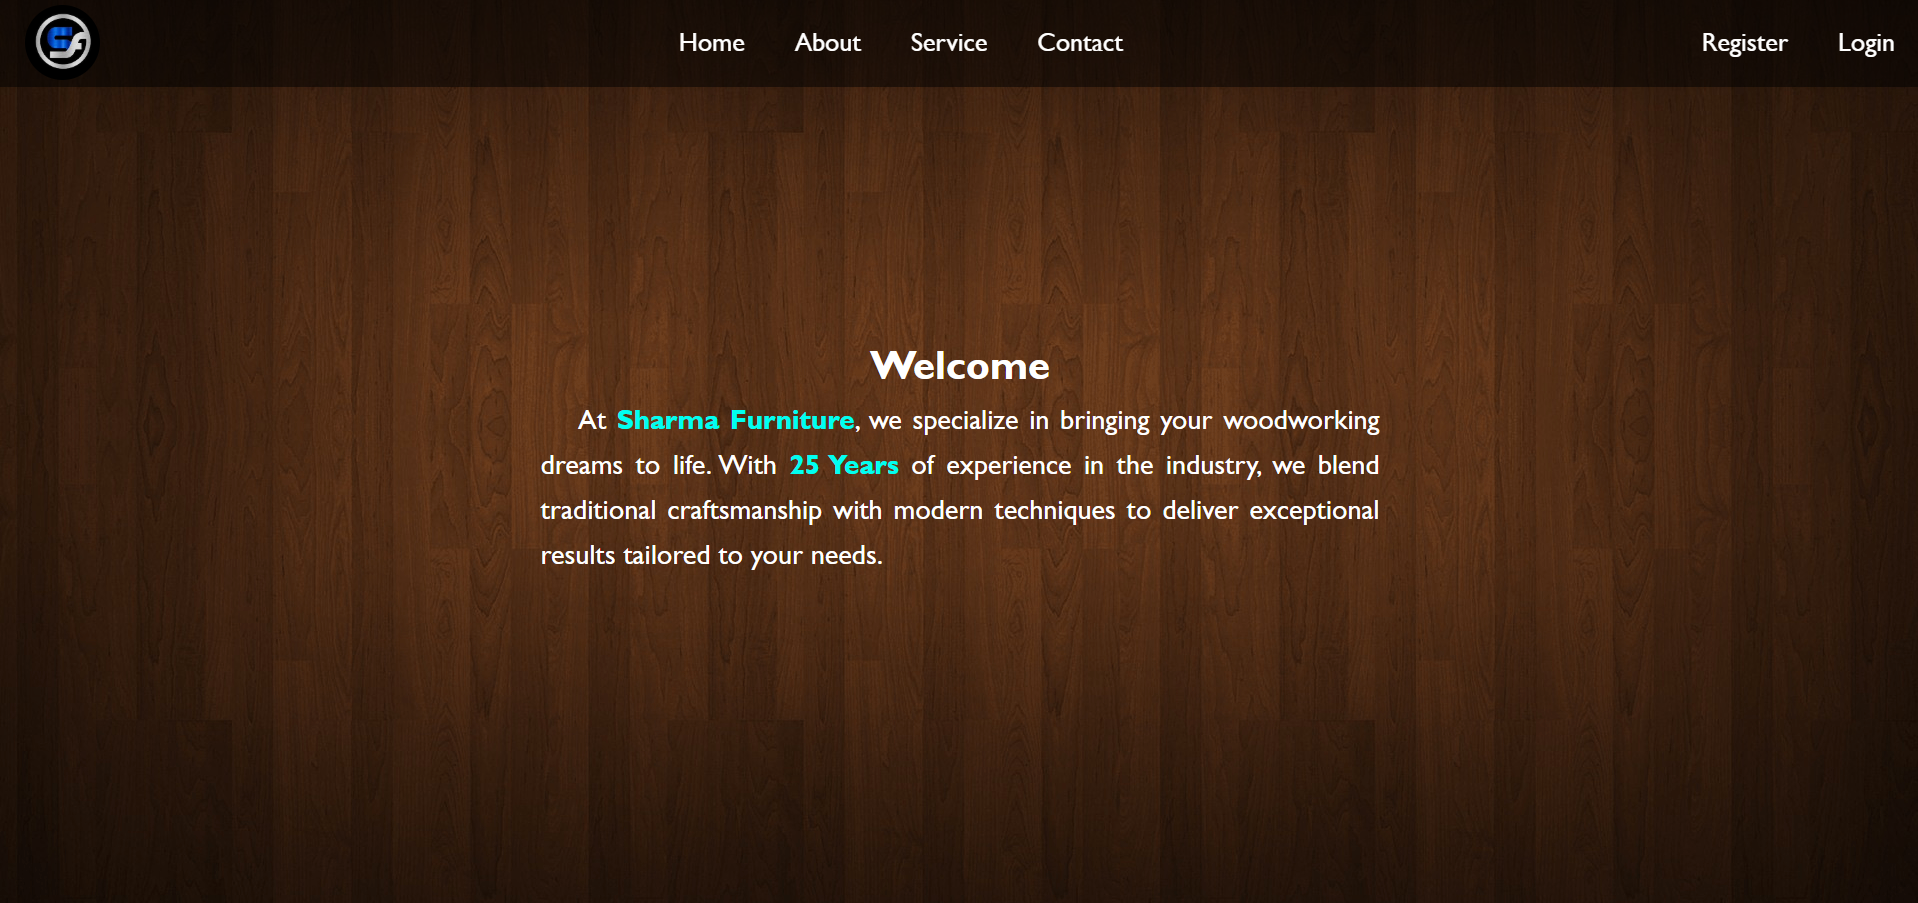 Sf
Home About Service Contact Register Login
Welcome
At Sharma Furniture, we specialize in bringing your woodworking
dreams to life. With 25 Years of experience in the industry, we blend
traditional craftsmanship with modern techniques to deliver exceptional
results tailored to your needs.